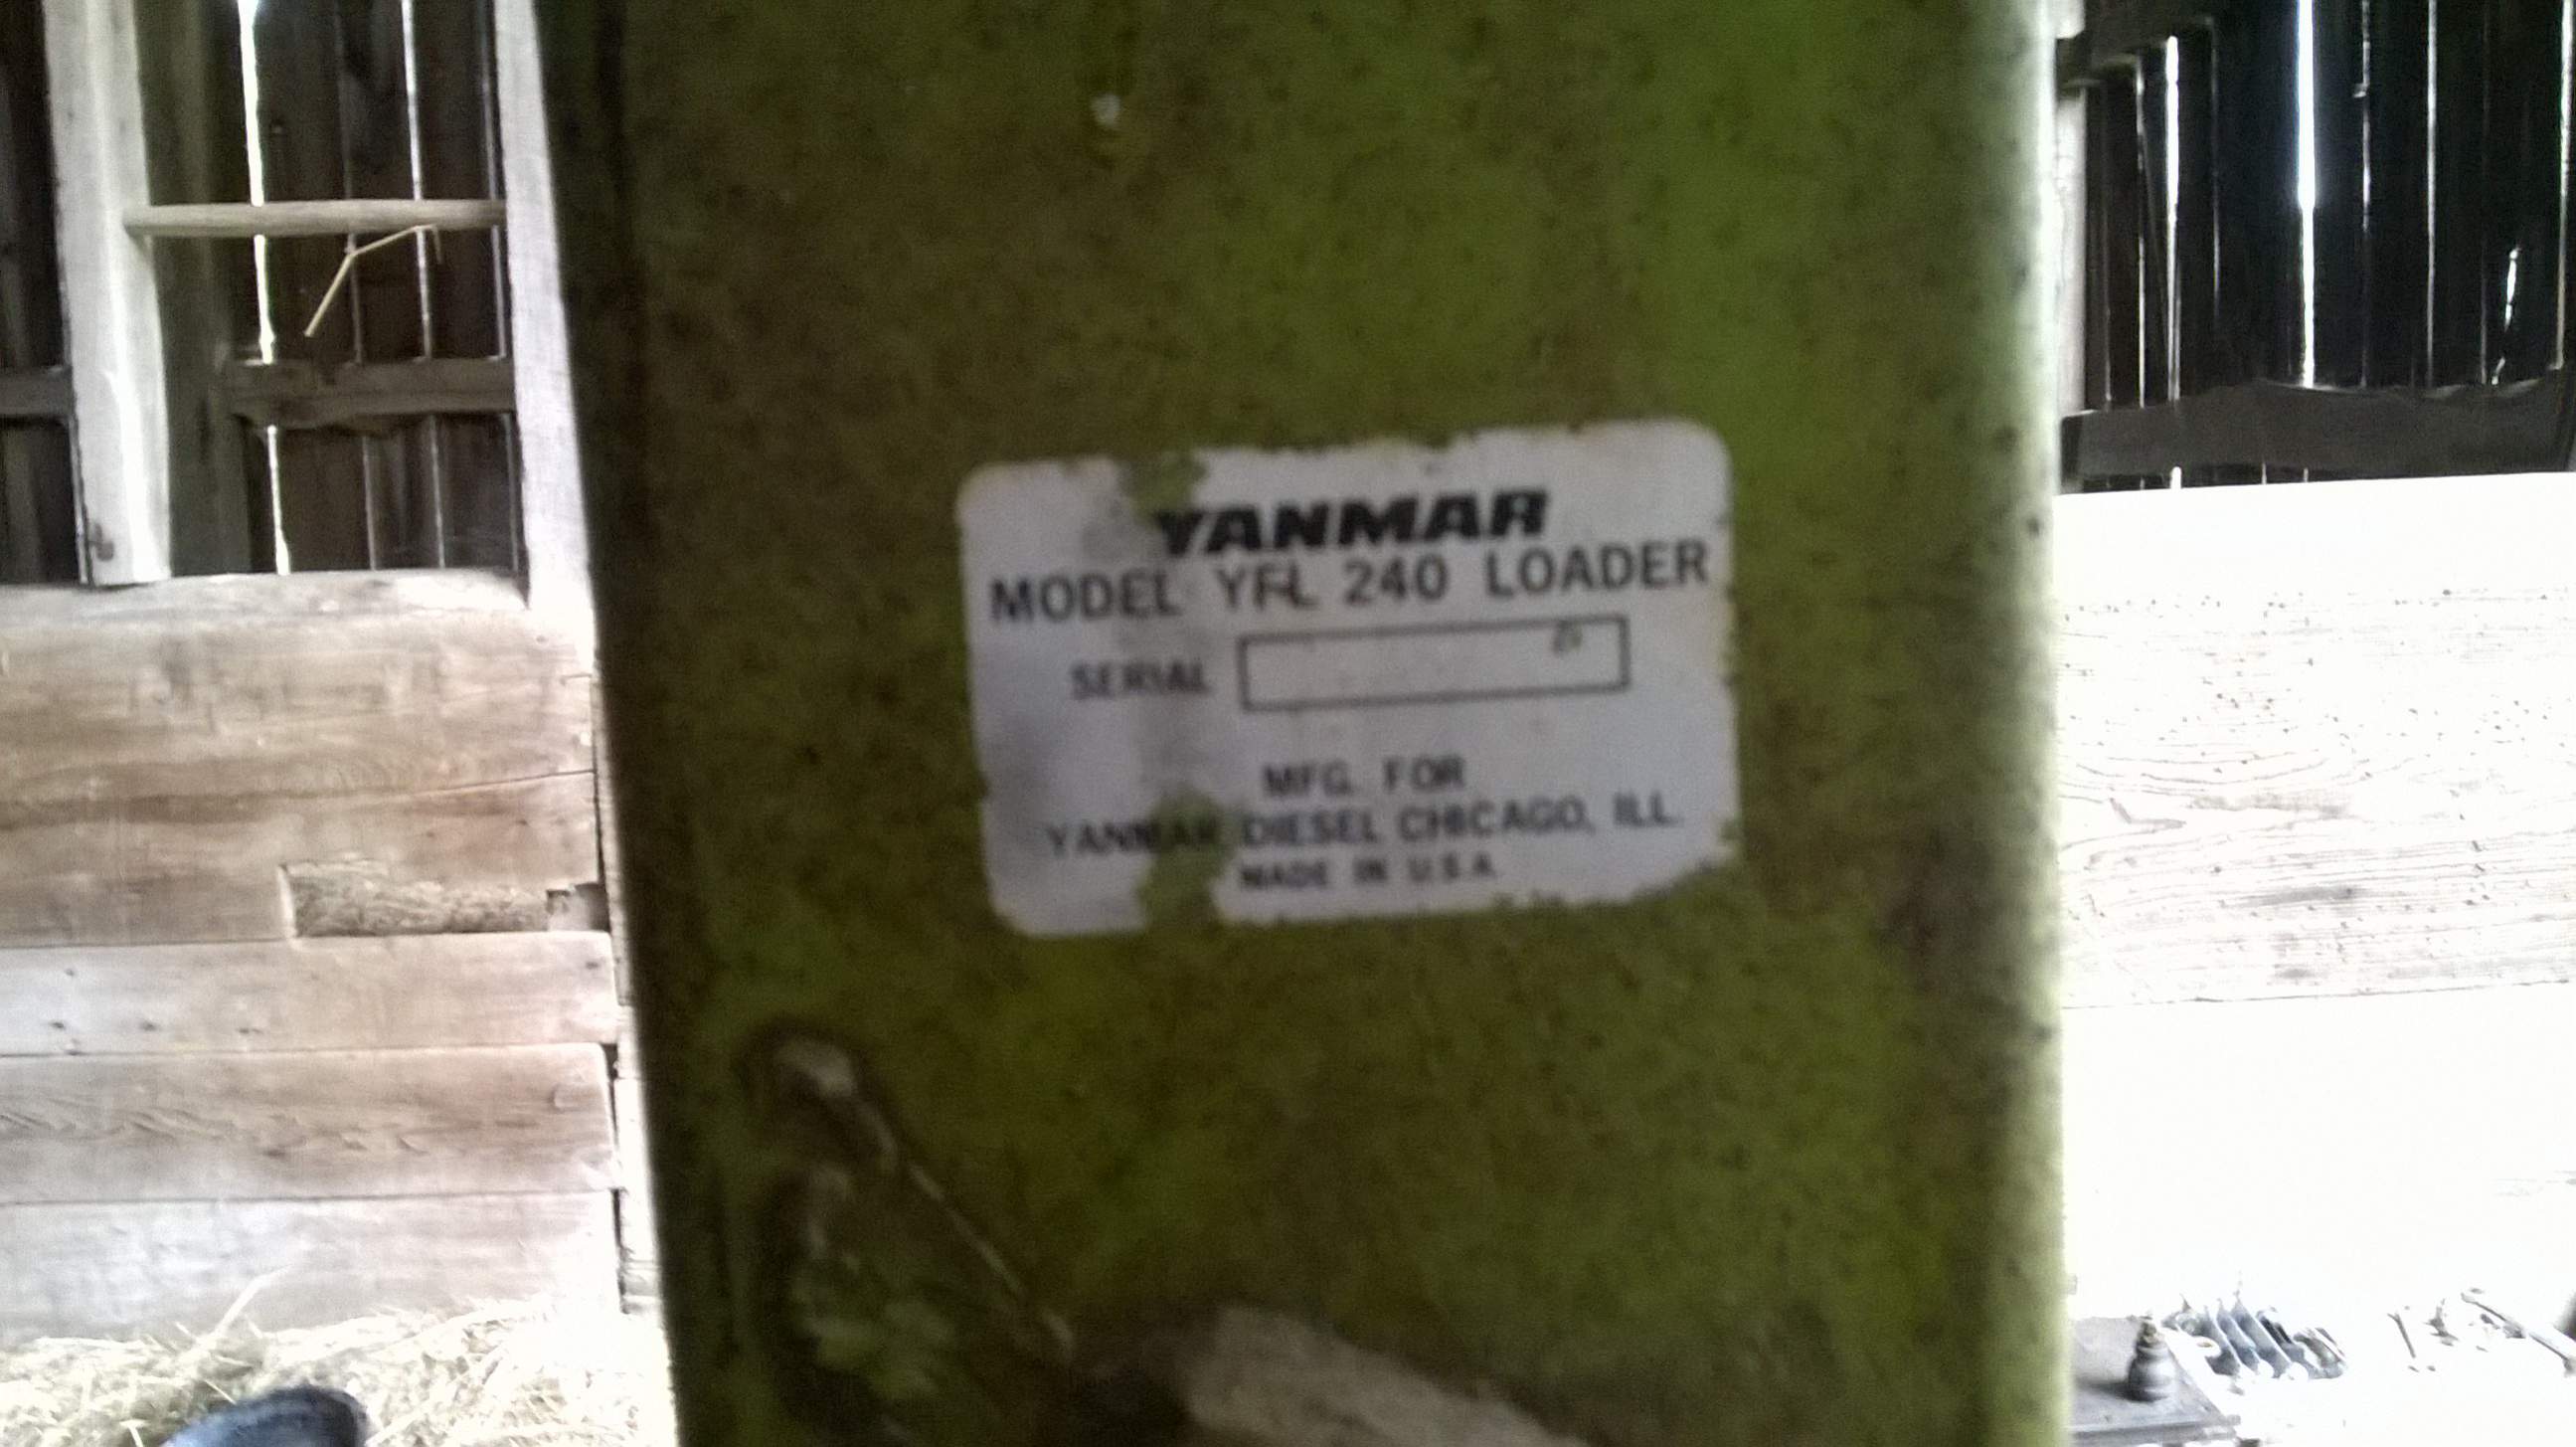 YANMAR
MODEL YFL 240 LOADER
SERIAL
MFG. FOR
YANMAR DIESEL CHICAGO, ILL.
MADE IN U.S.A.